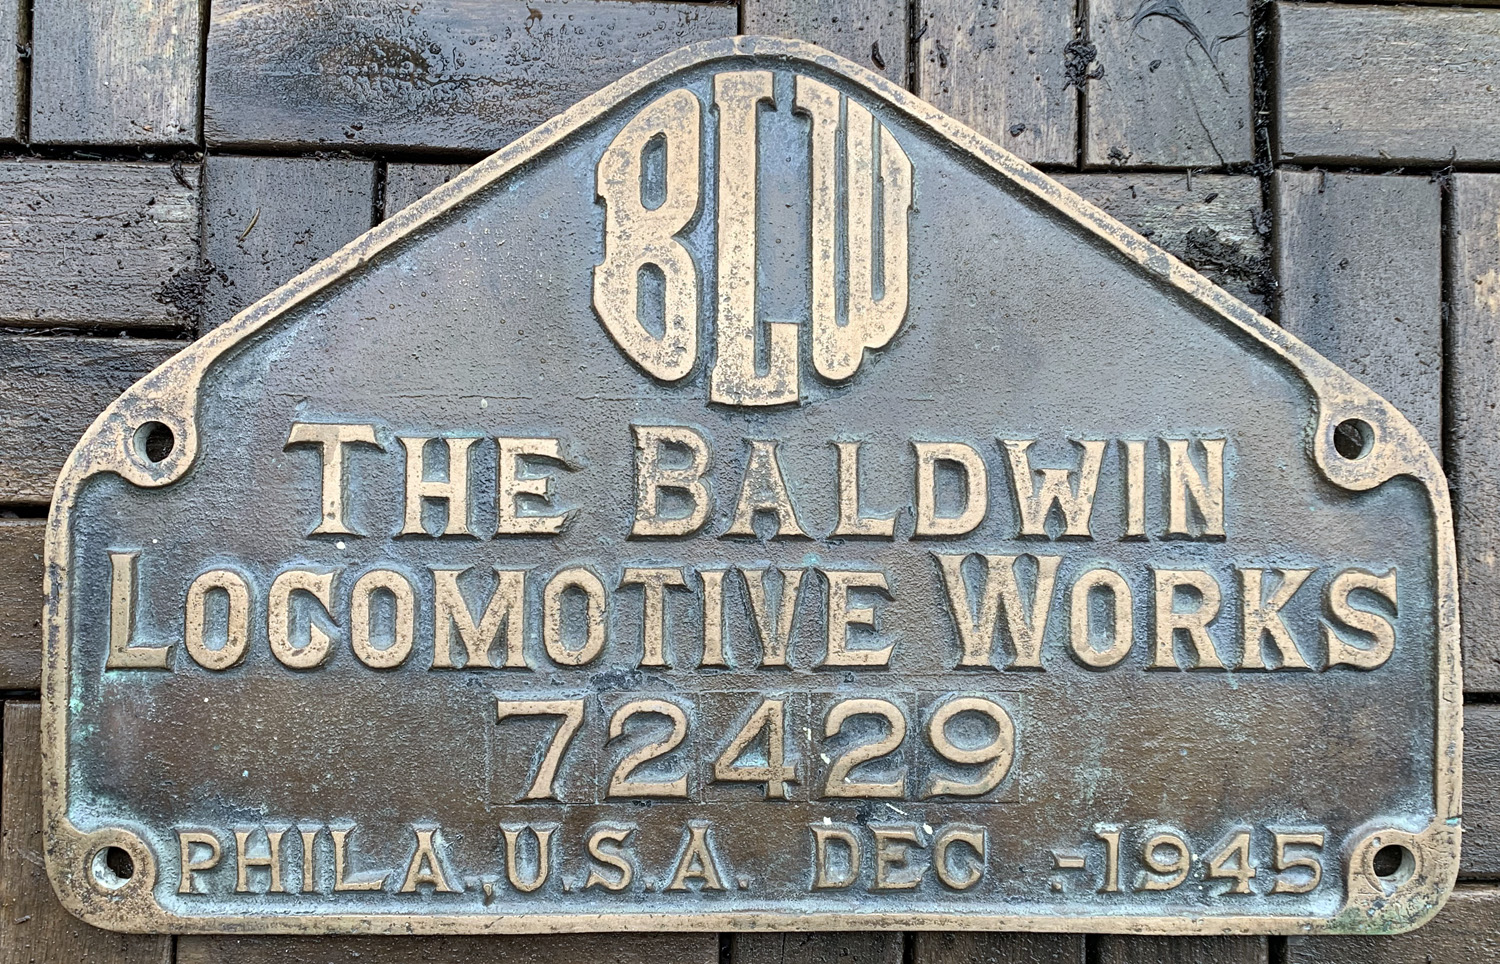 BLW
THE BALDWIN
LOCOMOTIVE WORKS
72429
PHILA., U.S.A. DEC -1945